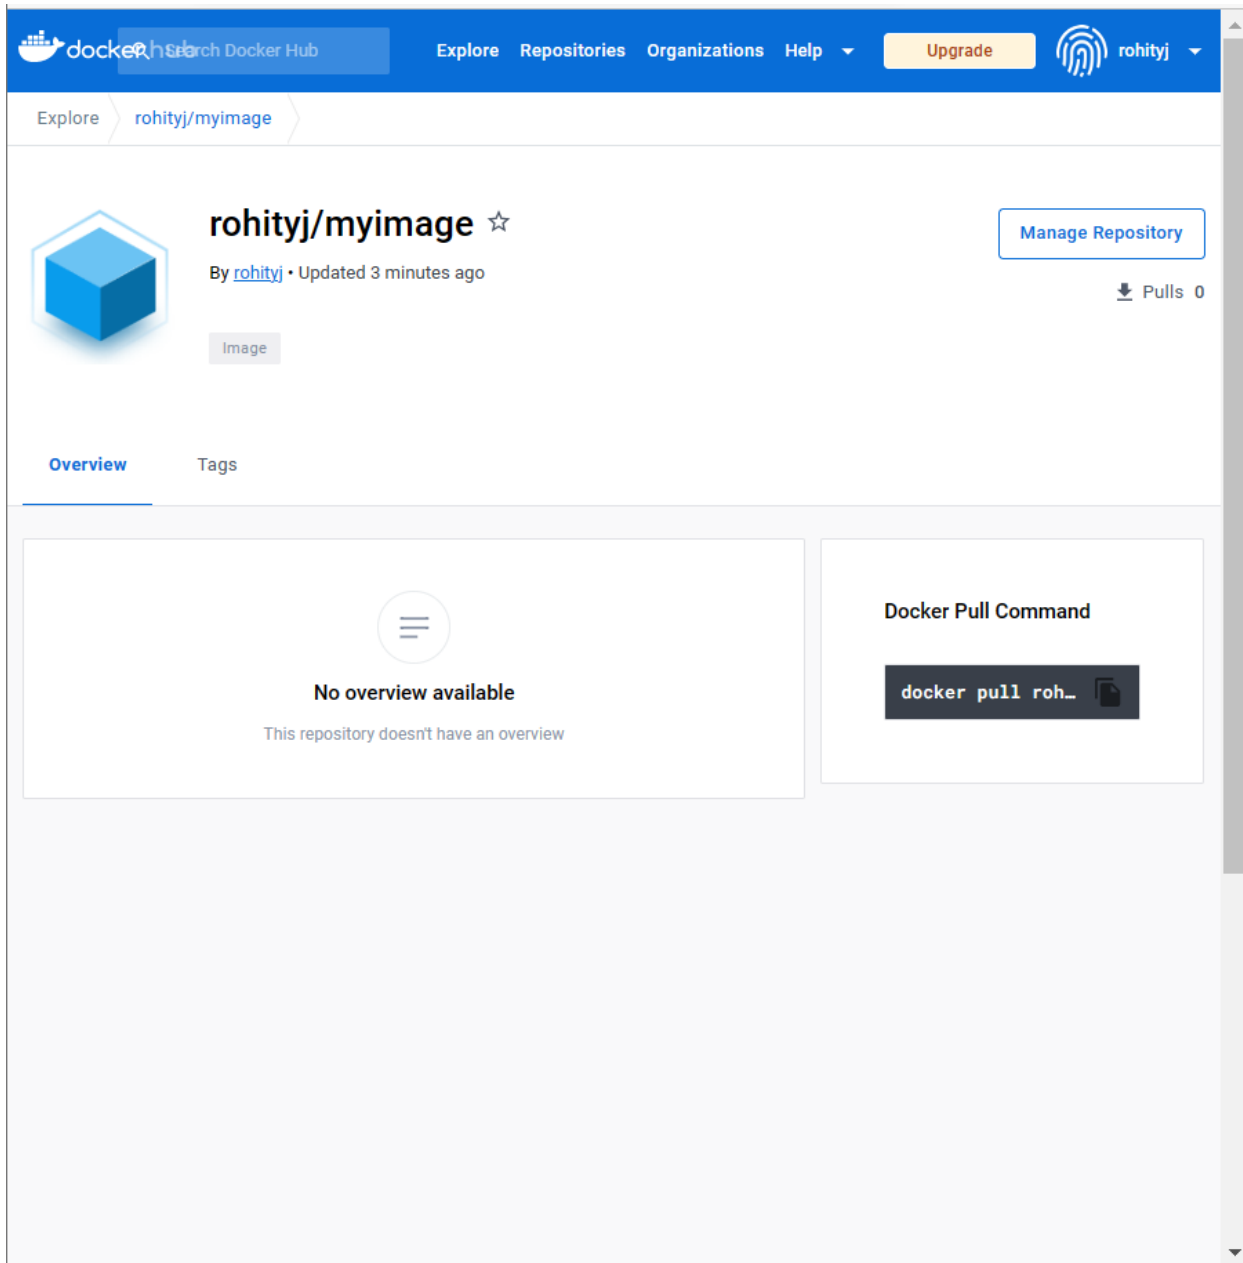 docker hub Search Docker Hub Explore Repositories Organizations Help Upgrade rohityj
Explore rohityj/myimage
rohityj/myimage
Manage Repository
By rohityj • Updated 3 minutes ago
Pulls 0
Image
Overview Tags
Docker Pull Command
No overview available
docker pull roh…
This repository doesn't have an overview